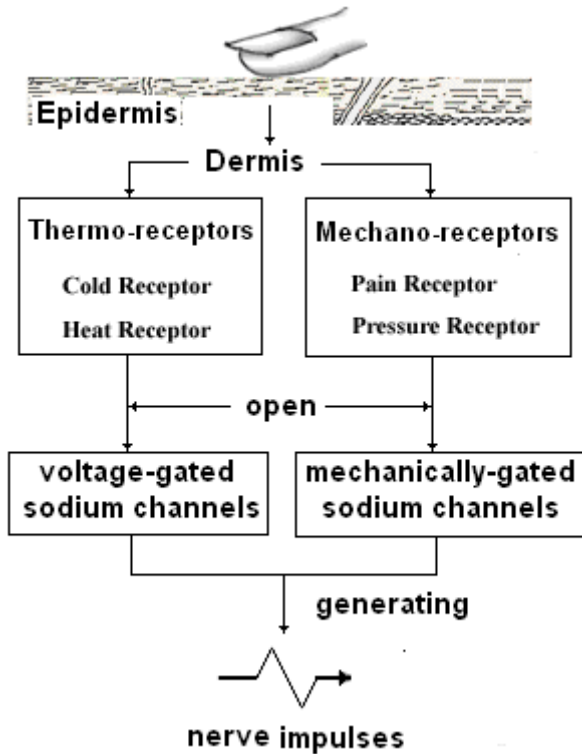 Epidermis
Dermis
Thermo-receptors
Cold Receptor
Heat Receptor
Mechano-receptors
Pain Receptor
Pressure Receptor
open
voltage-gated
sodium channels
mechanically-gated
sodium channels
generating
nerve impulses